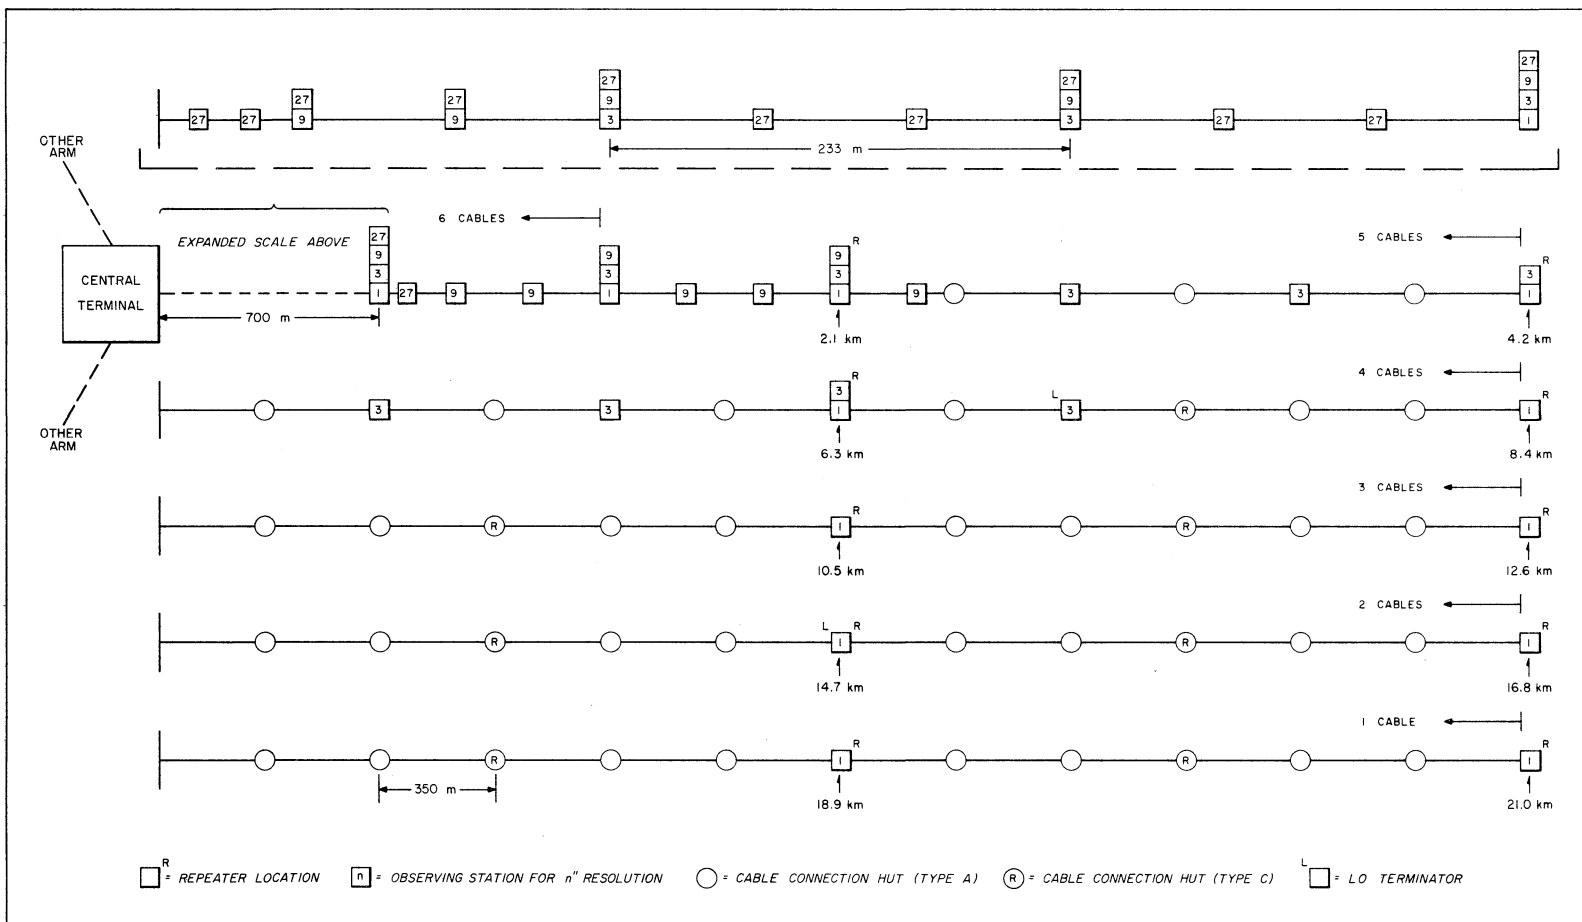 27
27
27
27
27
27
9
9
9
9
3
27
27
27
9
3
27
27
3
27
27
1
233 m
OTHER
ARM
6 CABLES
5 CABLES
EXPANDED SCALE ABOVE
27
9
3
1
27
9
9
9
3
1
9
9
9
3
1
R
9
3
3
3
1
R
CENTRAL
TERMINAL
700 m
2.1 km
4.2 km
4 CABLES
3
3
3
1
R
L
3
R
1
R
OTHER
ARM
6.3 km
8.4 km
3 CABLES
R
1
R
R
1
R
10.5 km
12.6 km
2 CABLES
R
L
1
R
R
1
R
14.7 km
16.8 km
1 CABLE
R
1
R
R
1
R
350 m
18.9 km
21.0 km
R
= REPEATER LOCATION
n = OBSERVING STATION FOR n" RESOLUTION
= CABLE CONNECTION HUT (TYPE A)
R = CABLE CONNECTION HUT (TYPE C)
L
= LO TERMINATOR